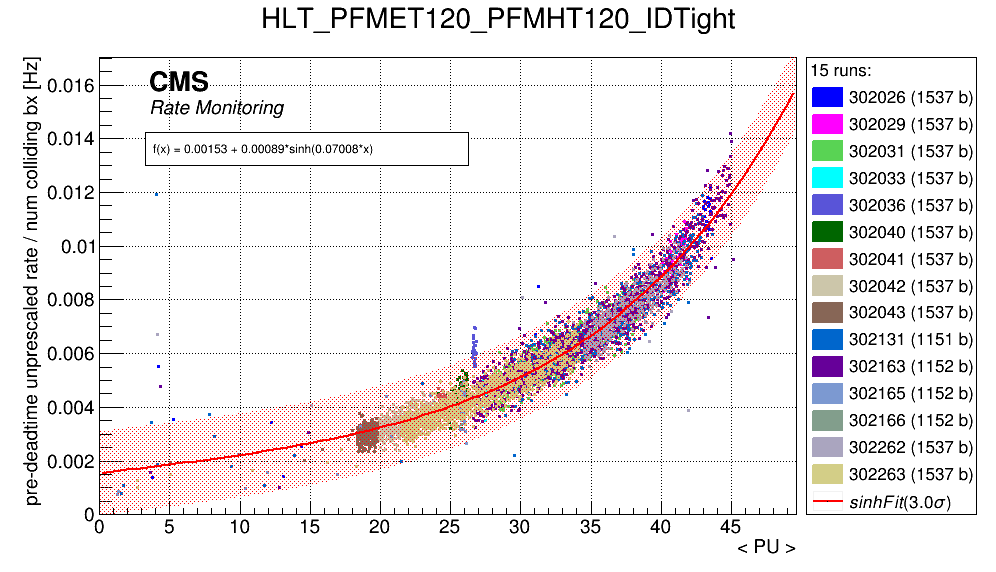 HLT_PFMET120_PFMHT120_IDTight
pre-deadtime unprescaled rate / num colliding bx [Hz]
0.016
0.014
0.012
0.01
0.008
0.006
0.004
0.002
0
CMS
Rate Monitoring
f(x) = 0.00153 + 0.00089*sinh(0.07008*x)
0 5 10 15 20 25 30 35 40 45
< PU >
15 runs:
302026 (1537 b)
302029 (1537 b)
302031 (1537 b)
302033 (1537 b)
302036 (1537 b)
302040 (1537 b)
302041 (1537 b)
302042 (1537 b)
302043 (1537 b)
302131 (1151 b)
302163 (1152 b)
302165 (1152 b)
302166 (1152 b)
302262 (1537 b)
302263 (1537 b)
sinhFit(3.0σ)